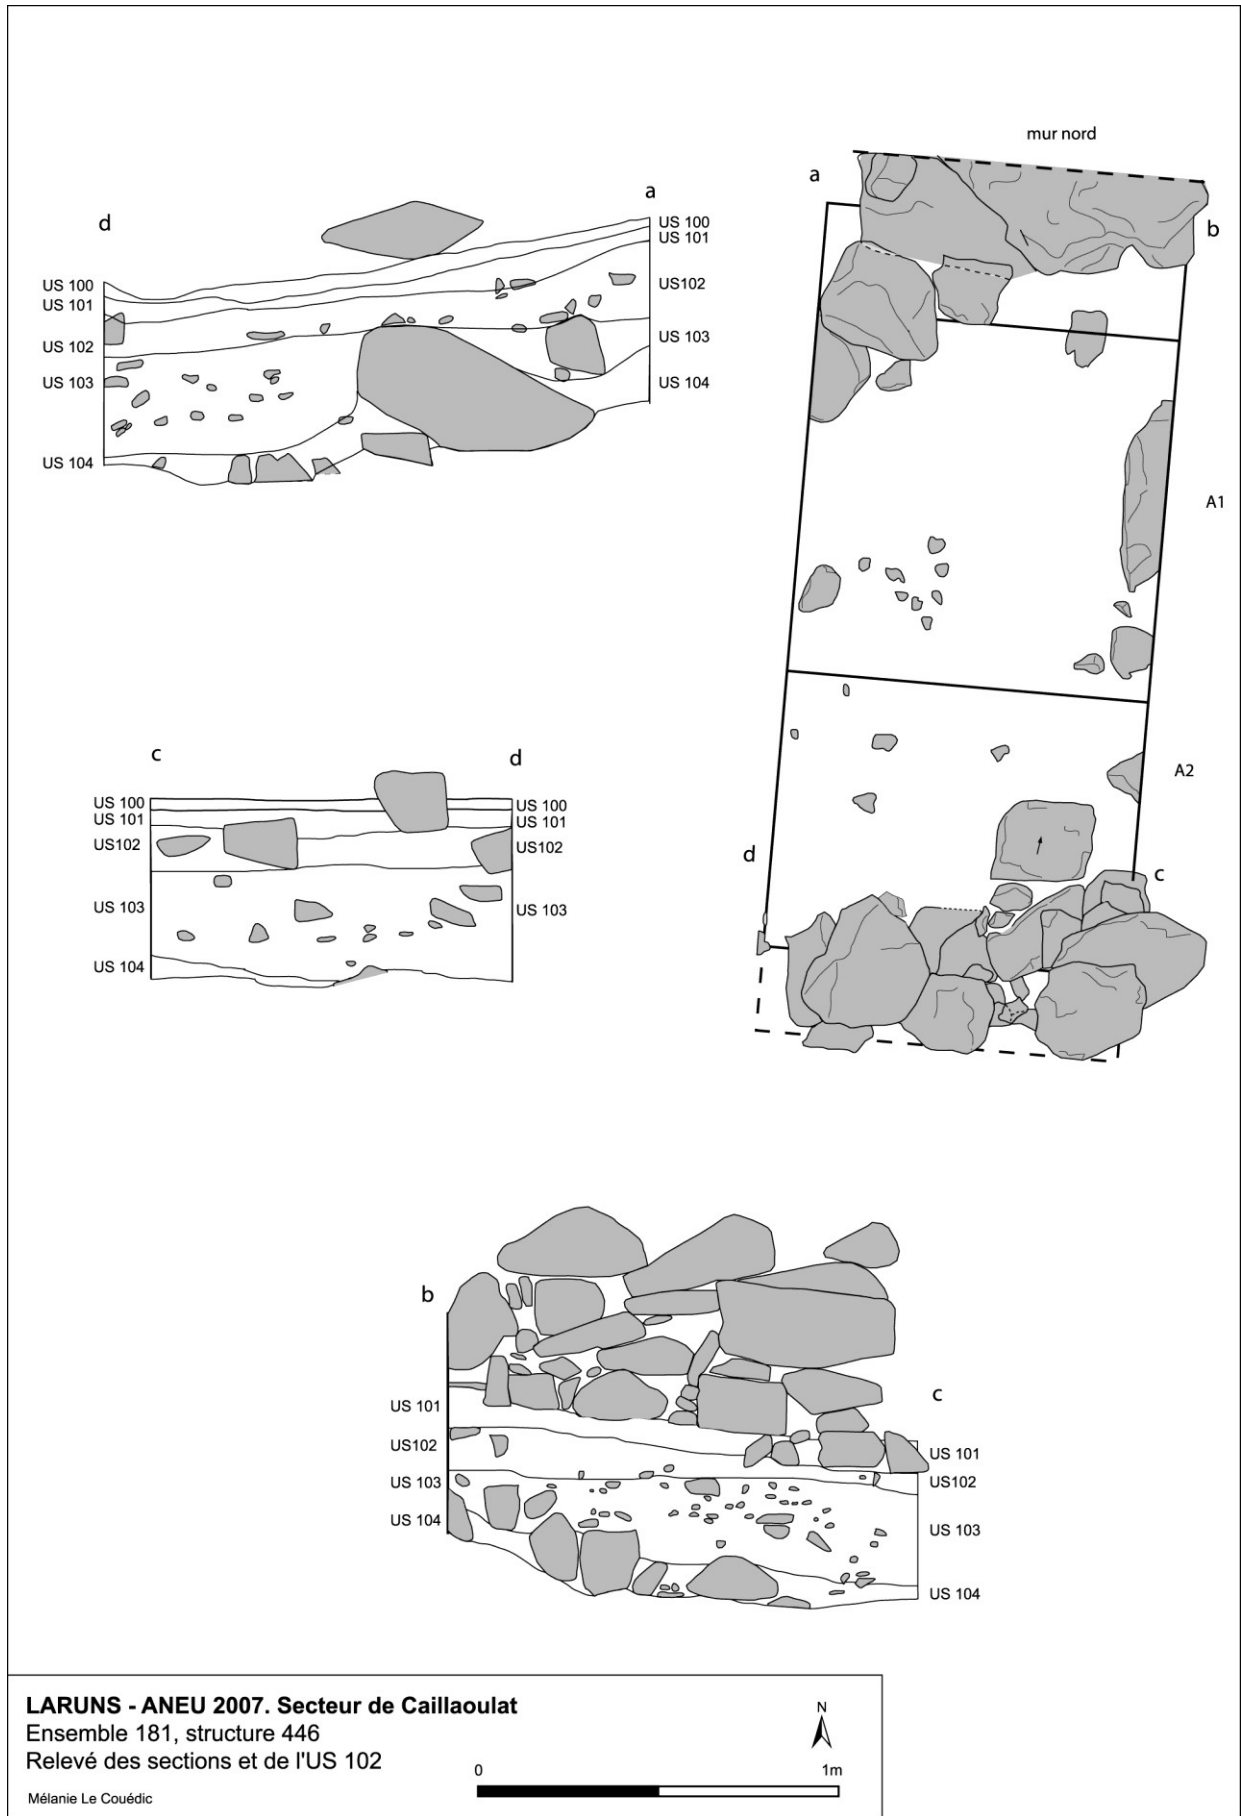 mur nord
a
b
A1
A2
d
c
d
a
US 100
US 101
US 102
US 103
US 104
US 100
US 101
US102
US 103
US 104
c
d
US 100
US 101
US102
US 103
US 104
US 100
US 101
US102
US 103
b
c
US 101
US102
US 103
US 104
US 101
US102
US 103
US 104
LARUNS - ANEU 2007. Secteur de Caillaoulat
Ensemble 181, structure 446
Relevé des sections et de l'US 102
Mélanie Le Couédic
0
1m
N